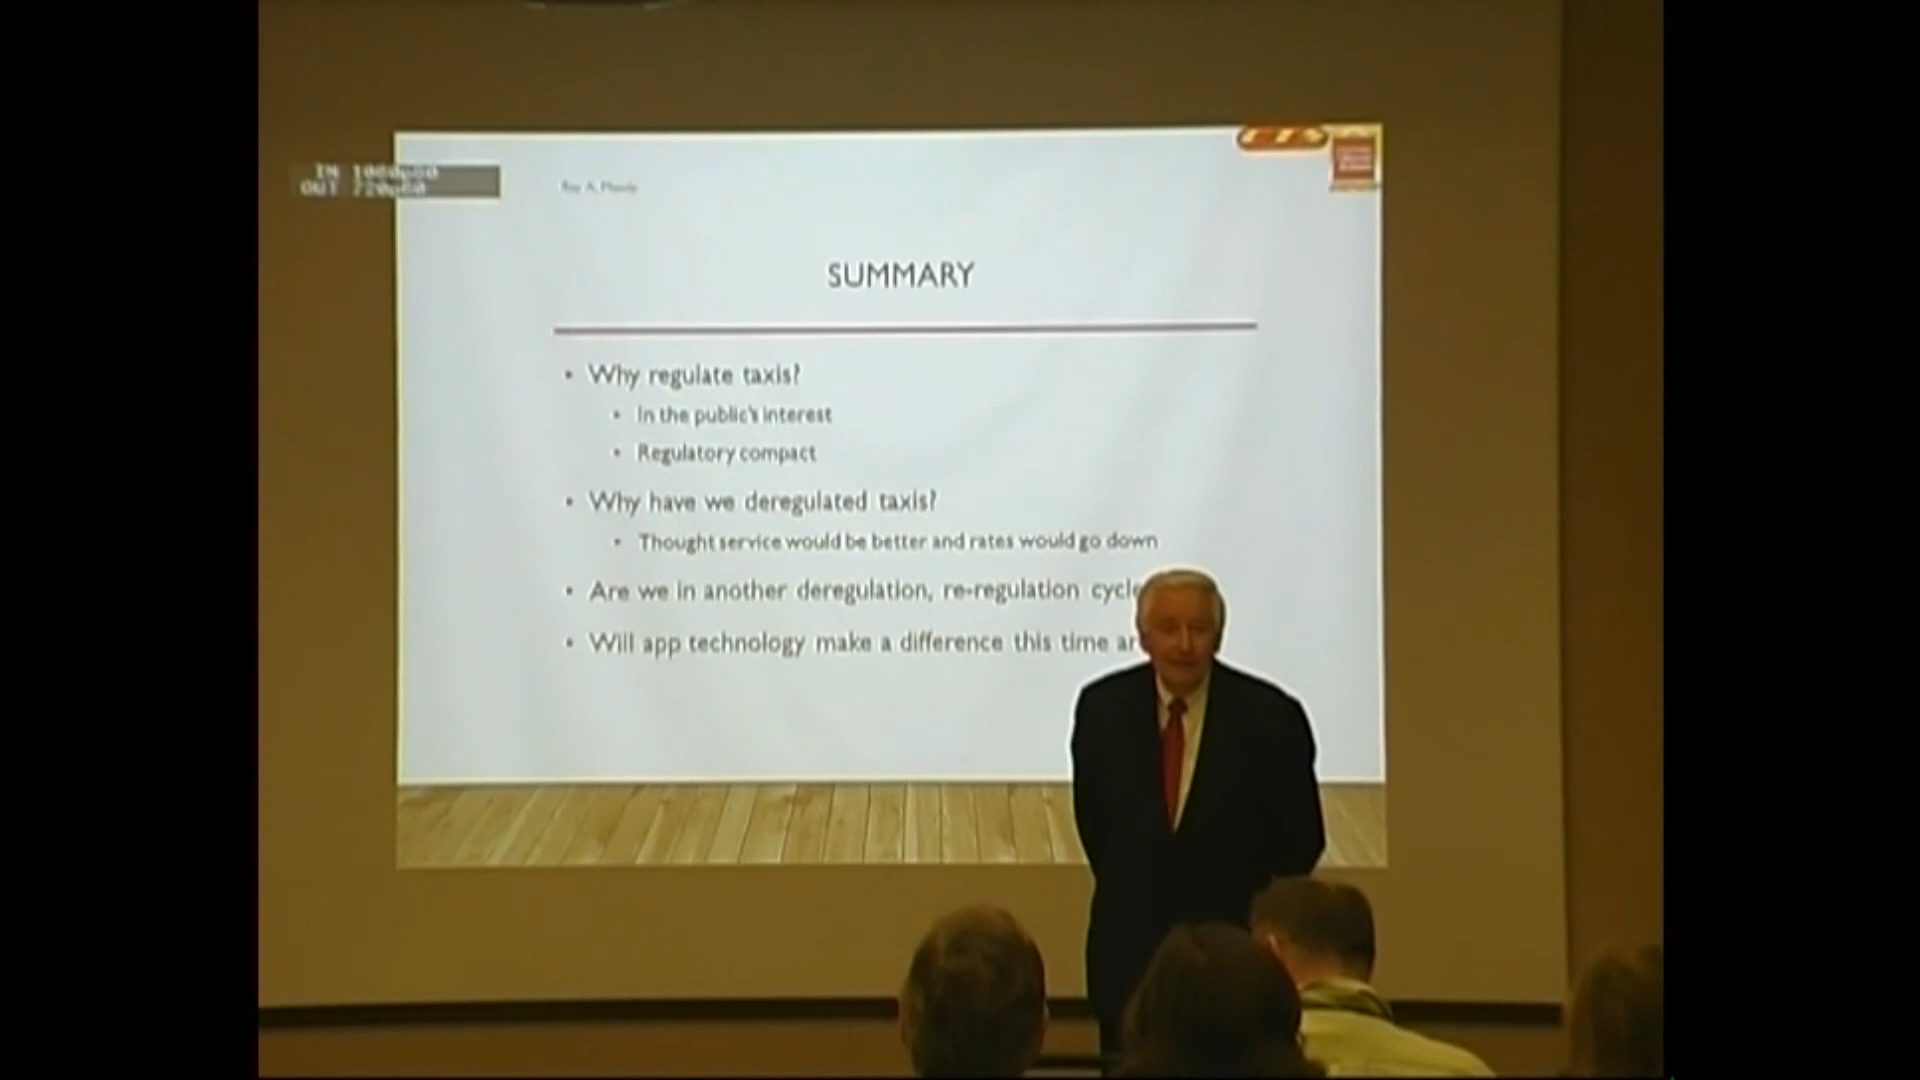 IN 1080p60
OUT 720p60
SUMMARY
• Why regulate taxis?
• In the public's interest
• Regulatory compact
• Why have we deregulated taxis?
• Thought service would be better and rates would go down
• Are we in another deregulation, re-regulation cycle
• Will app technology make a difference this time ar